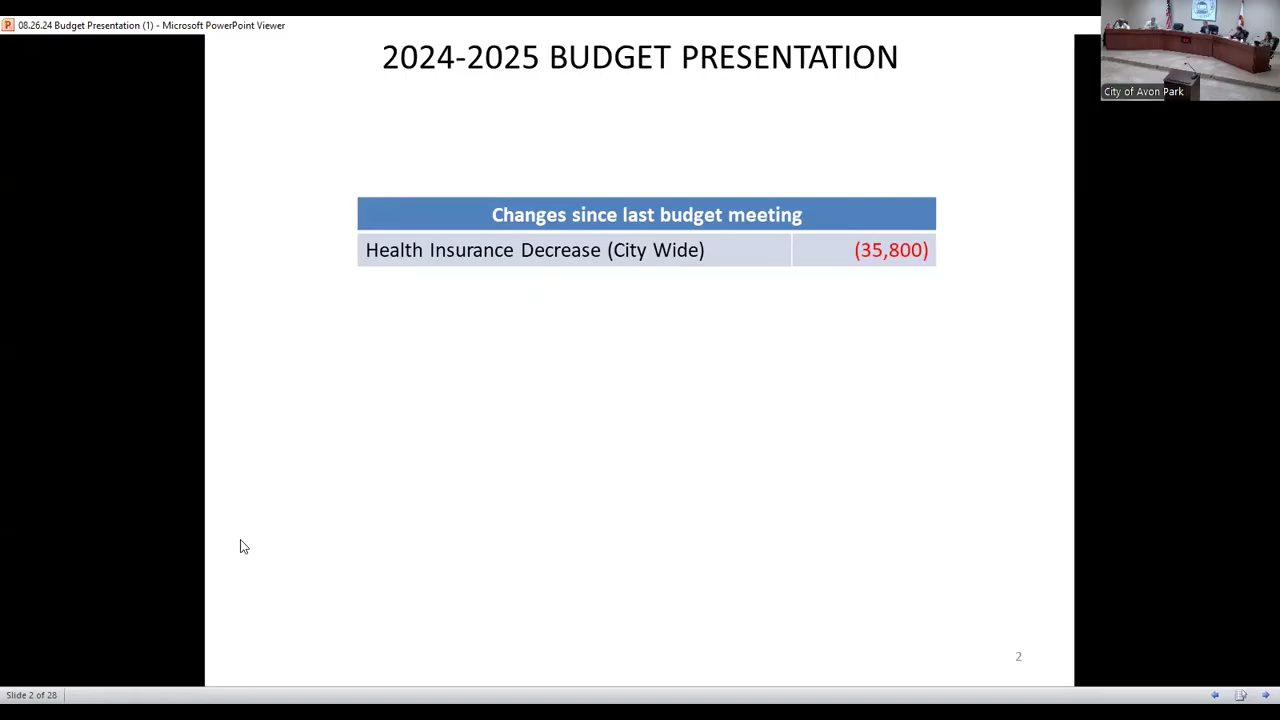 08.26.24 Budget Presentation (1) - Microsoft PowerPoint Viewer
2024-2025 BUDGET PRESENTATION
City of Avon Park
Changes since last budget meeting
Health Insurance Decrease (City Wide) (35,800)
2
Slide 2 of 28